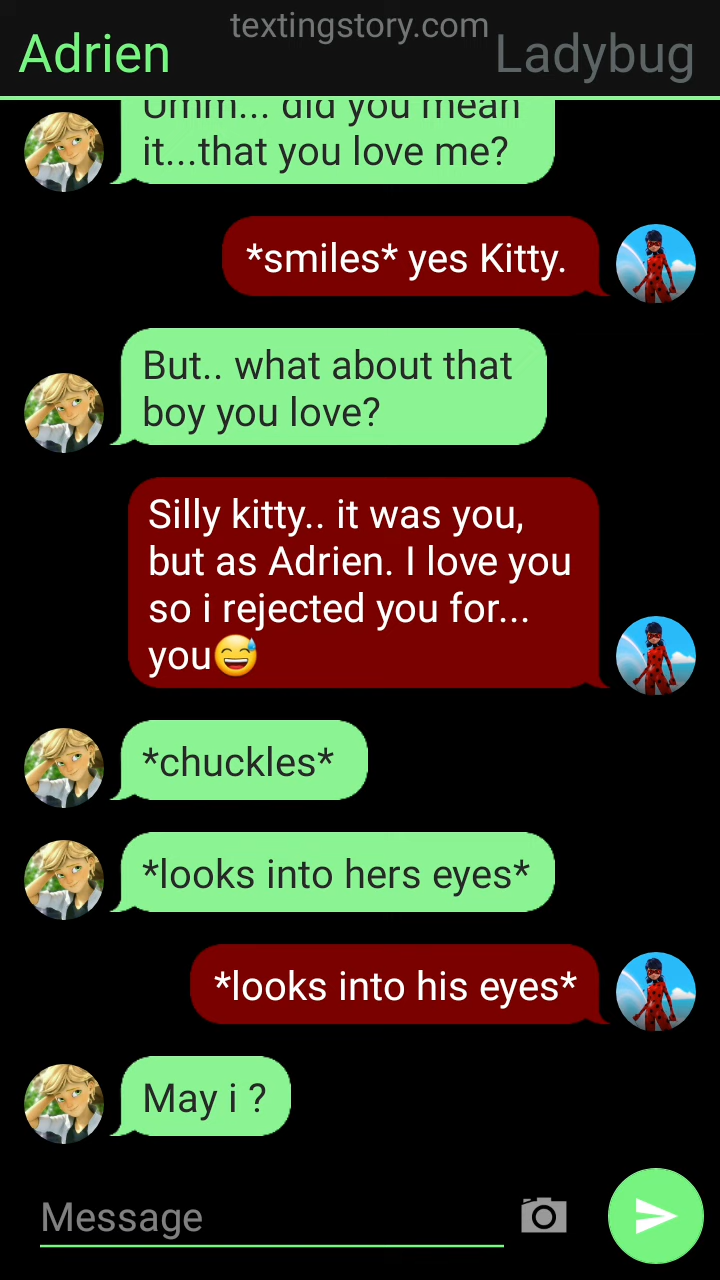 textingstory.com
Adrien
Ladybug
Umm... did you mean
it...that you love me?
*smiles* yes Kitty.
But.. what about that
boy you love?
Silly kitty.. it was you,
but as Adrien. I love you
so i rejected you for...
you😅
*chuckles*
*looks into hers eyes*
*looks into his eyes*
May i ?
Message